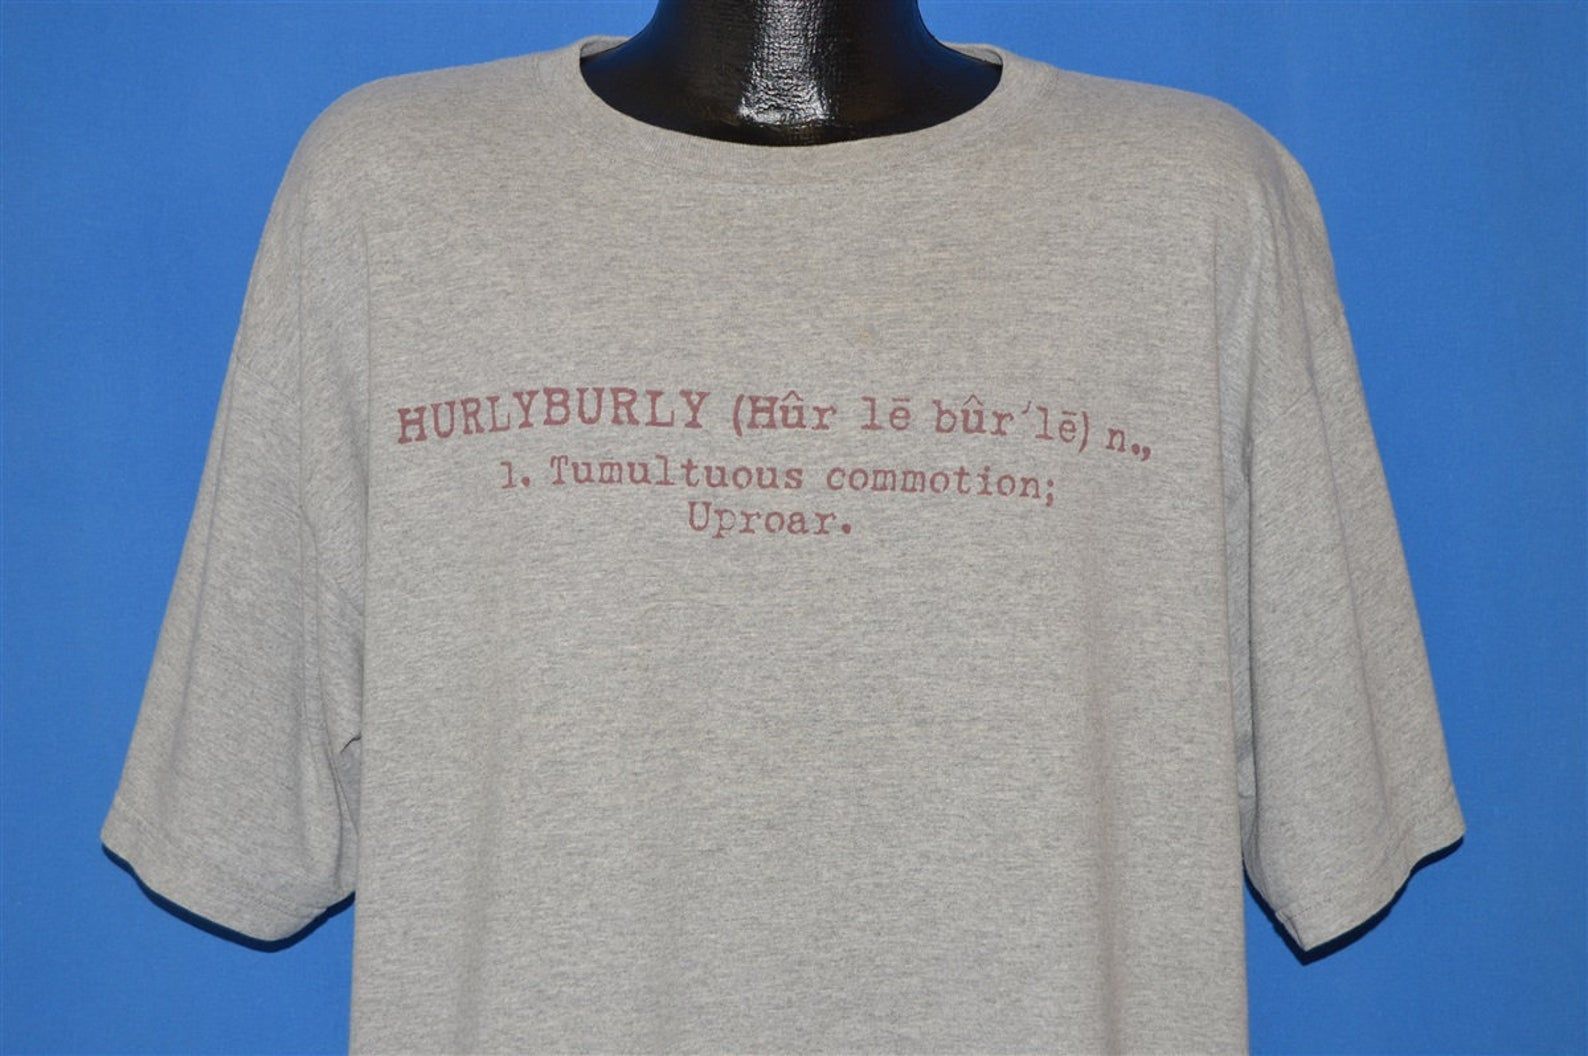 HURLYBURLY (Hûr lē bûr′lē) n.,
1. Tumultuous commotion;
Uproar.